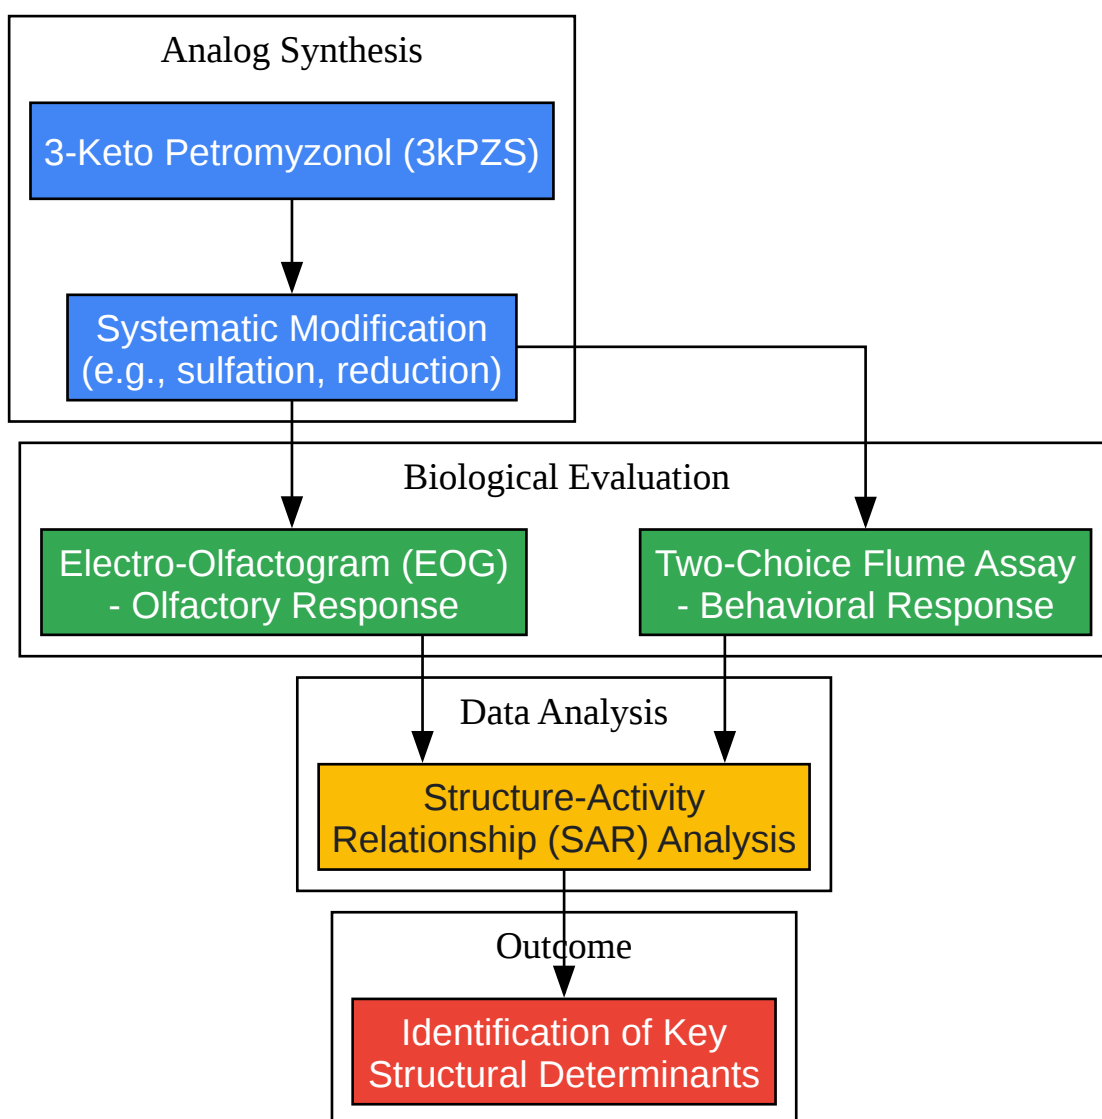 Analog Synthesis
3-Keto Petromyzonol (3kPZS)
Systematic Modification
(e.g., sulfation, reduction)
Biological Evaluation
Electro-Olfactogram (EOG)
- Olfactory Response
Two-Choice Flume Assay
- Behavioral Response
Data Analysis
Structure-Activity
Relationship (SAR) Analysis
Outcome
Identification of Key
Structural Determinants